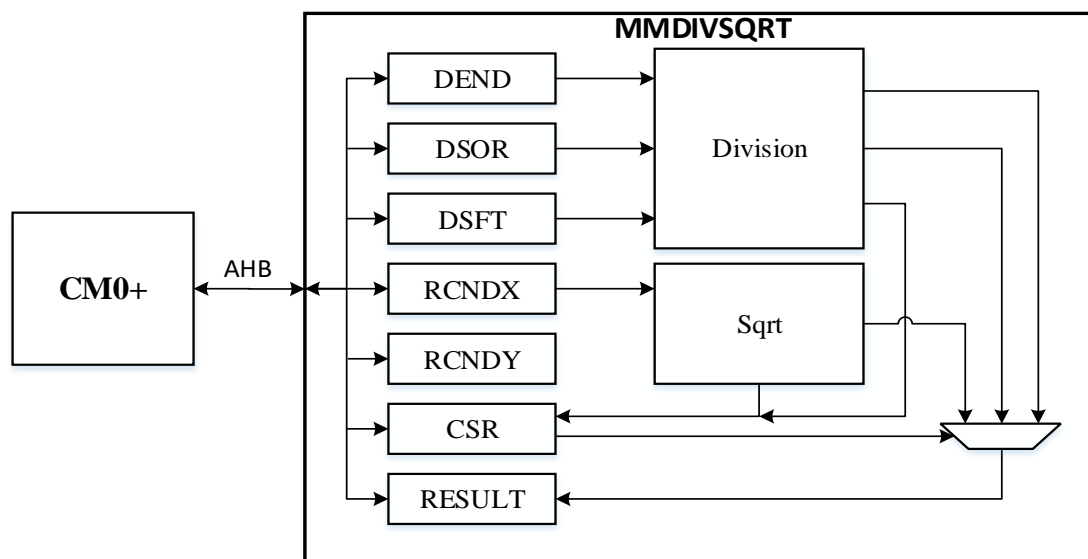 MMDIVSQRT
DEND
DSOR
Division
DSFT
CM0+
AHB
RCNDX
Sqrt
RCNDY
CSR
RESULT